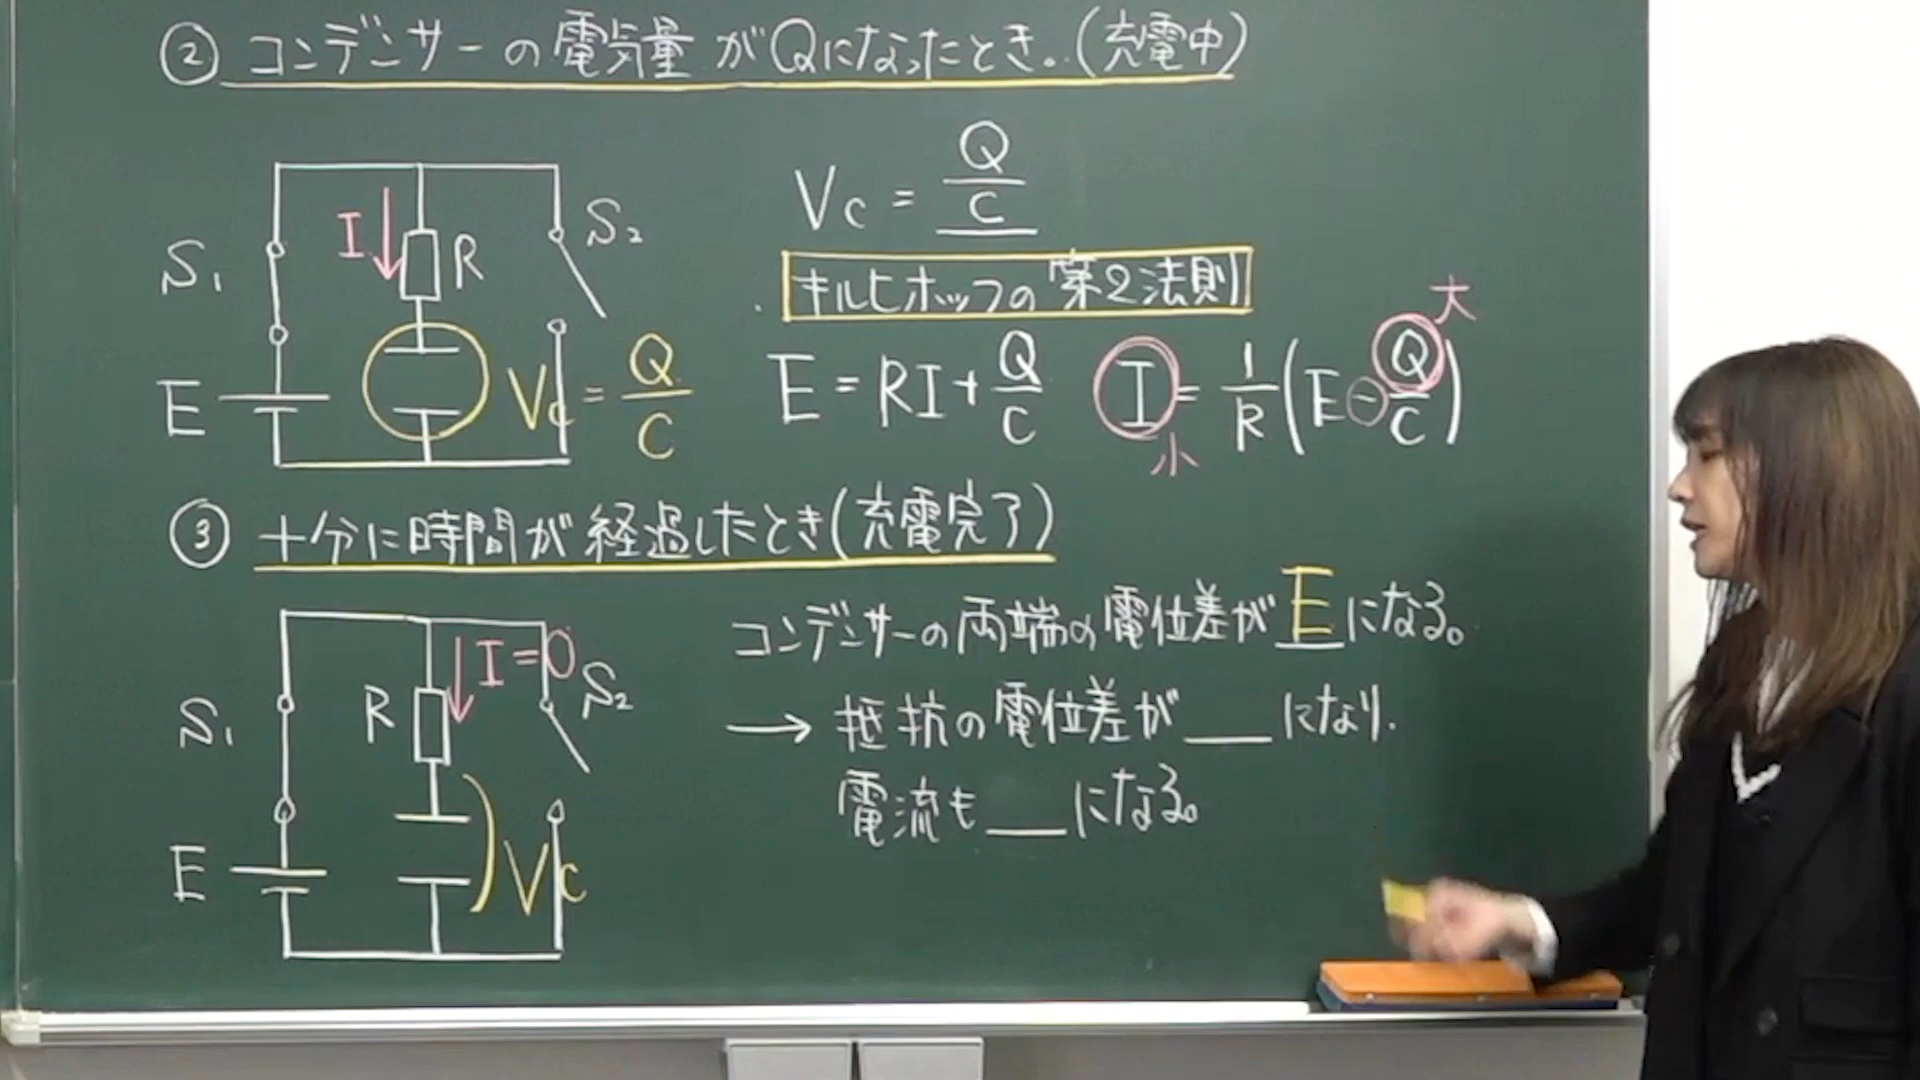 ② コンデンサーの電気量がQになったとき。(充電中)
S₁
I
R
S₂
E
Vc = Q/C
Vc = Q/C
キルヒホッフの第2法則
E = RI + Q/C
I = 1/R (E - Q/C)
大
小
③ 十分に時間が経過したとき(充電完了)
S₁
R
I=0
S₂
E
Vc
コンデンサーの両端の電位差がEになる。
→ 抵抗の電位差が___になり.
電流も___になる。